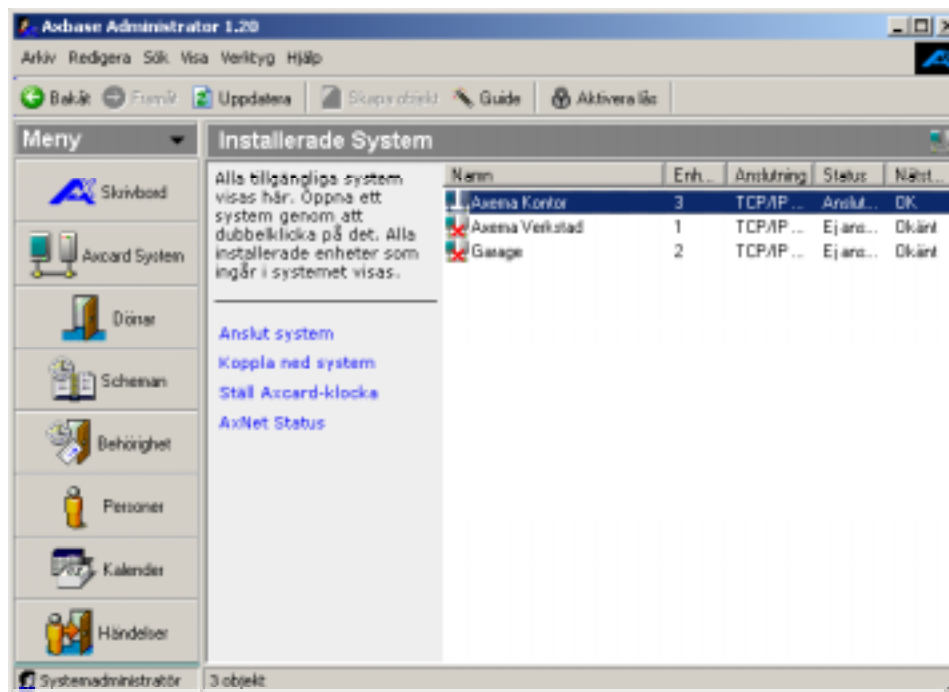 Axbase Administrator 1.20
Arkiv Redigera Sök Visa Verktyg Hjälp
Bakåt Framåt Uppdatera Skapa objekt Guide Aktivera lås
Meny
Installerade System
Skrivbord
Axcard System
Dörrar
Scheman
Behörighet
Personer
Kalender
Händelser
Alla tillgängliga system
visas här. Öppna ett
system genom att
dubbelklicka på det. Alla
installerade enheter som
ingår i systemet visas.
Anslut system
Koppla ned system
Ställ Axcard-klocka
AxNet Status
Namn Enh... Anslutning Status Nätst...
Axema Kontor 3 TCP/IP ... Anslut... OK
Axema Verkstad 1 TCP/IP ... Ej ans... Okänt
Garage 2 TCP/IP ... Ej ans... Okänt
Systemadministratör 3 objekt